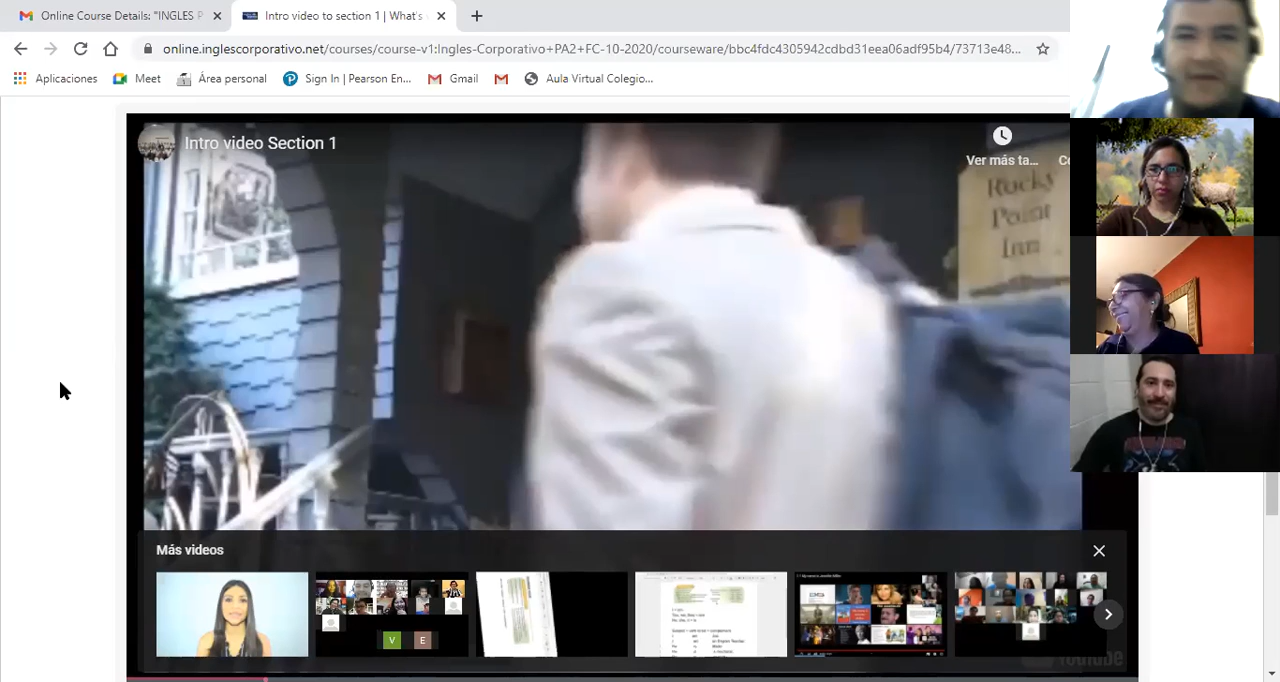 Online Course Details: "INGLES P
Intro video to section 1 | What's
online.inglescorporativo.net/courses/course-v1:Ingles-Corporativo+PA2+FC-10-2020/courseware/bbc4fdc4305942cdbd31eea06adf95b4/73713e48...
Aplicaciones Meet Área personal Sign In | Pearson En... Gmail Aula Virtual Colegio...
Intro video Section 1
Ver más ta...
Rocky
Point
Inn
Más videos
V E
YouTube